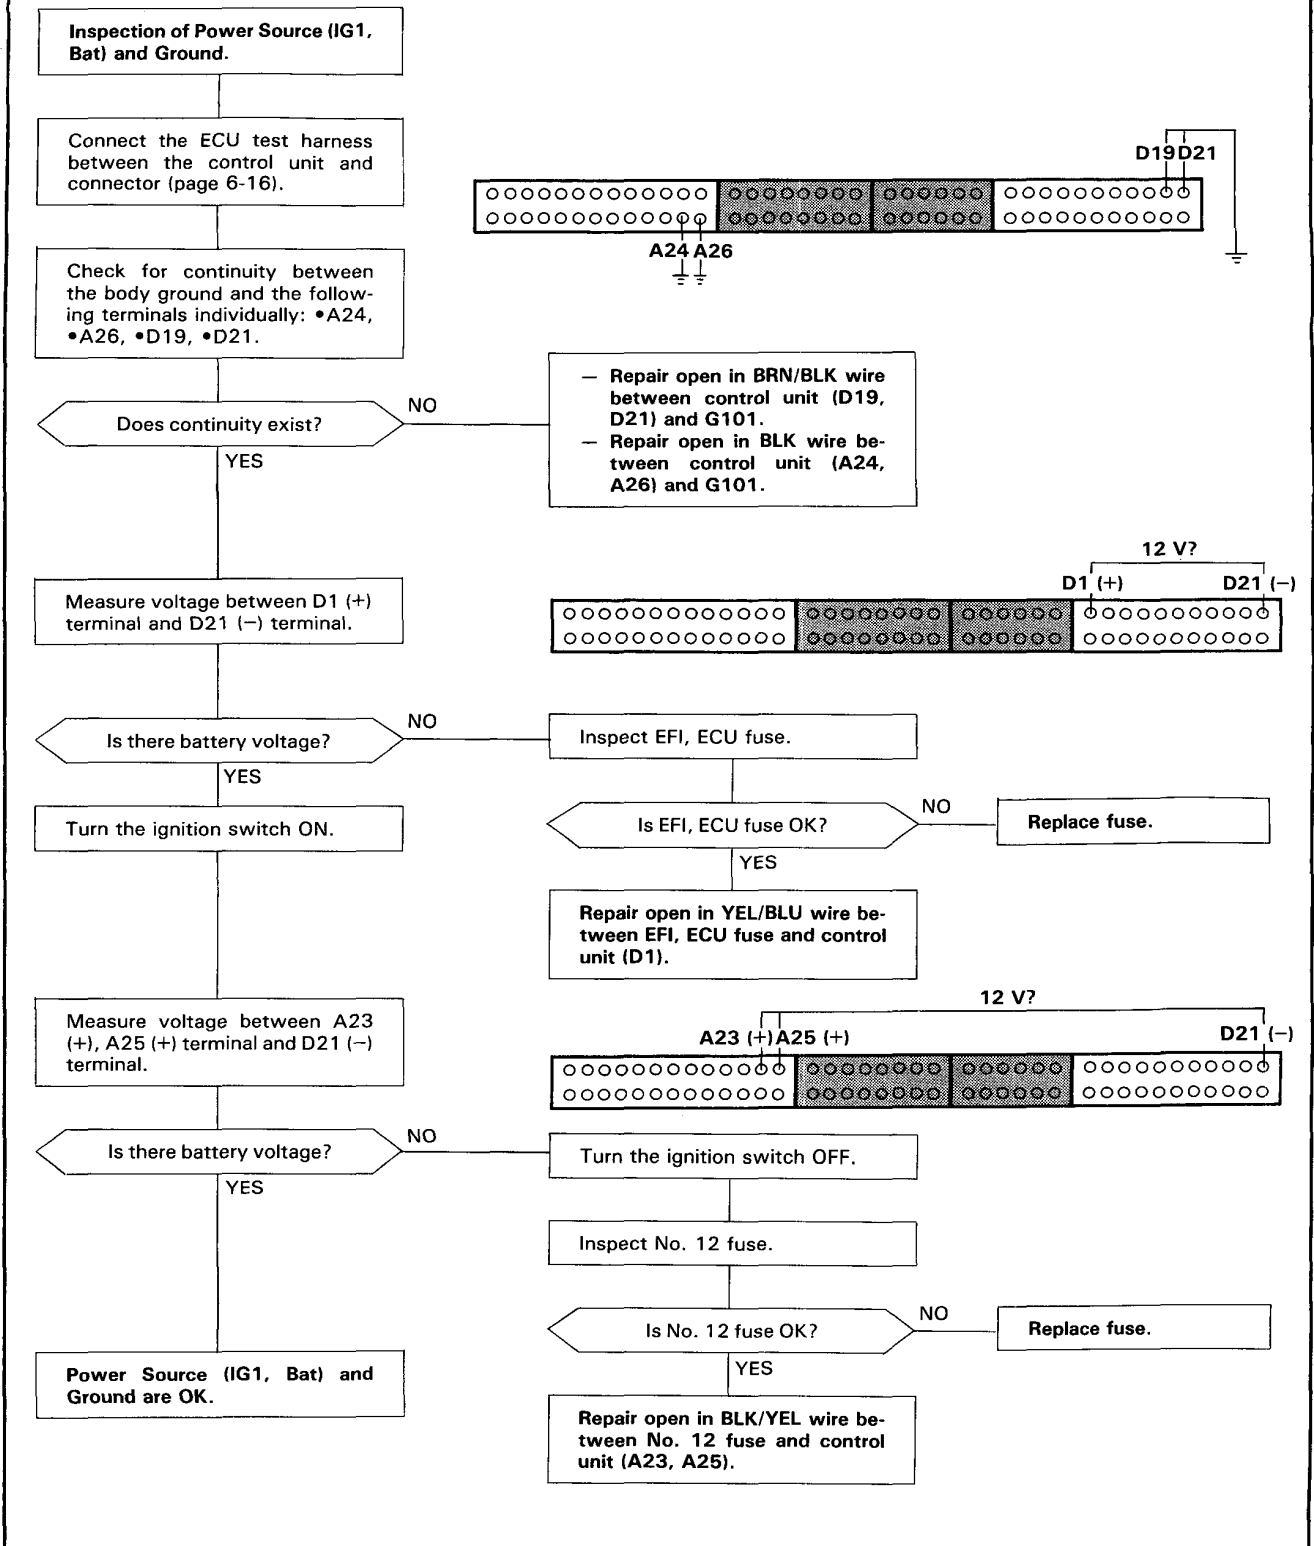 Inspection of Power Source (IG1,
Bat) and Ground.
Connect the ECU test harness
between the control unit and
connector (page 6-16).
D19 D21
A24 A26
Check for continuity between
the body ground and the follow-
ing terminals individually: •A24,
•A26, •D19, •D21.
Does continuity exist?
NO
YES
— Repair open in BRN/BLK wire
between control unit (D19,
D21) and G101.
— Repair open in BLK wire be-
tween control unit (A24,
A26) and G101.
12 V?
D1 (+) D21 (−)
Measure voltage between D1 (+)
terminal and D21 (−) terminal.
Is there battery voltage?
NO
YES
Inspect EFI, ECU fuse.
Is EFI, ECU fuse OK?
NO
Replace fuse.
YES
Repair open in YEL/BLU wire be-
tween EFI, ECU fuse and control
unit (D1).
Turn the ignition switch ON.
12 V?
A23 (+) A25 (+) D21 (−)
Measure voltage between A23
(+), A25 (+) terminal and D21 (−)
terminal.
Is there battery voltage?
NO
YES
Turn the ignition switch OFF.
Inspect No. 12 fuse.
Is No. 12 fuse OK?
NO
Replace fuse.
YES
Repair open in BLK/YEL wire be-
tween No. 12 fuse and control
unit (A23, A25).
Power Source (IG1, Bat) and
Ground are OK.